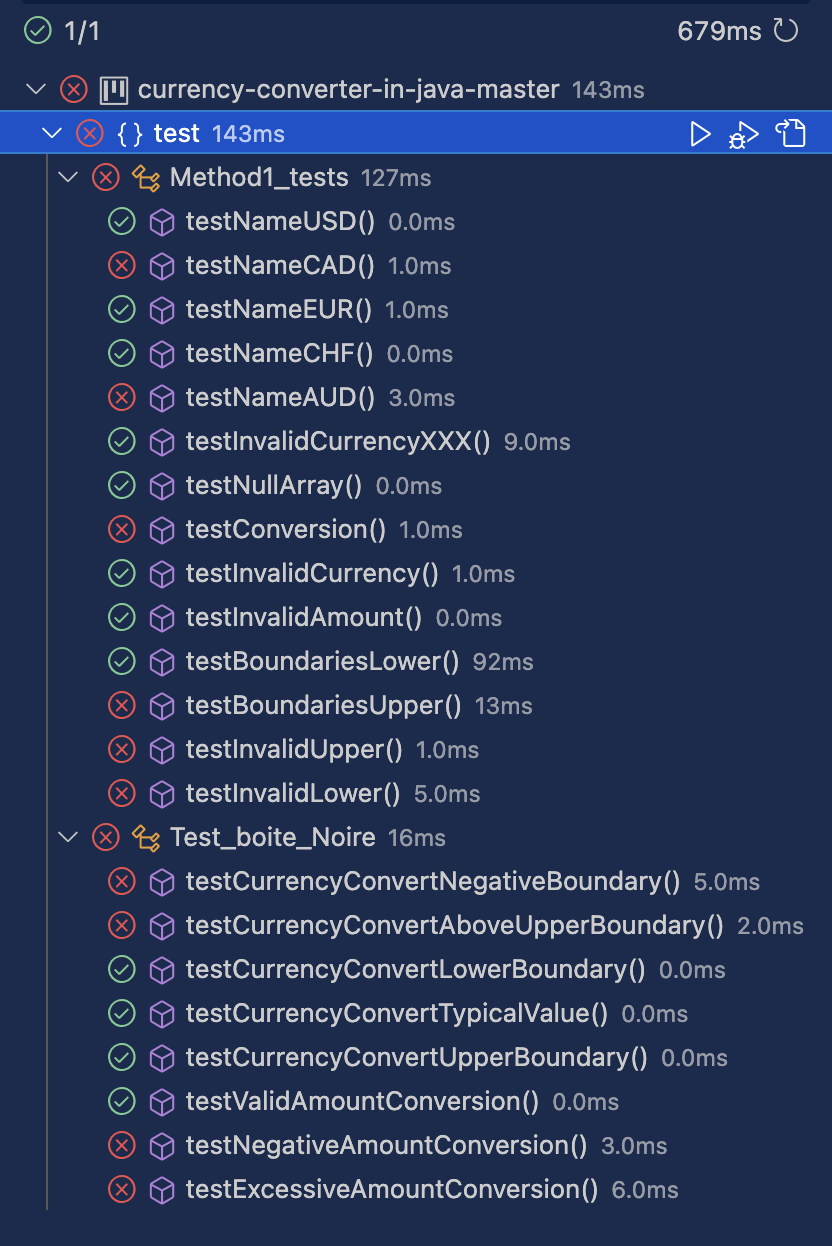 1/1 679ms
currency-converter-in-java-master 143ms
{ } test 143ms
Method1_tests 127ms
testNameUSD() 0.0ms
testNameCAD() 1.0ms
testNameEUR() 1.0ms
testNameCHF() 0.0ms
testNameAUD() 3.0ms
testInvalidCurrencyXXX() 9.0ms
testNullArray() 0.0ms
testConversion() 1.0ms
testInvalidCurrency() 1.0ms
testInvalidAmount() 0.0ms
testBoundariesLower() 92ms
testBoundariesUpper() 13ms
testInvalidUpper() 1.0ms
testInvalidLower() 5.0ms
Test_boite_Noire 16ms
testCurrencyConvertNegativeBoundary() 5.0ms
testCurrencyConvertAboveUpperBoundary() 2.0ms
testCurrencyConvertLowerBoundary() 0.0ms
testCurrencyConvertTypicalValue() 0.0ms
testCurrencyConvertUpperBoundary() 0.0ms
testValidAmountConversion() 0.0ms
testNegativeAmountConversion() 3.0ms
testExcessiveAmountConversion() 6.0ms